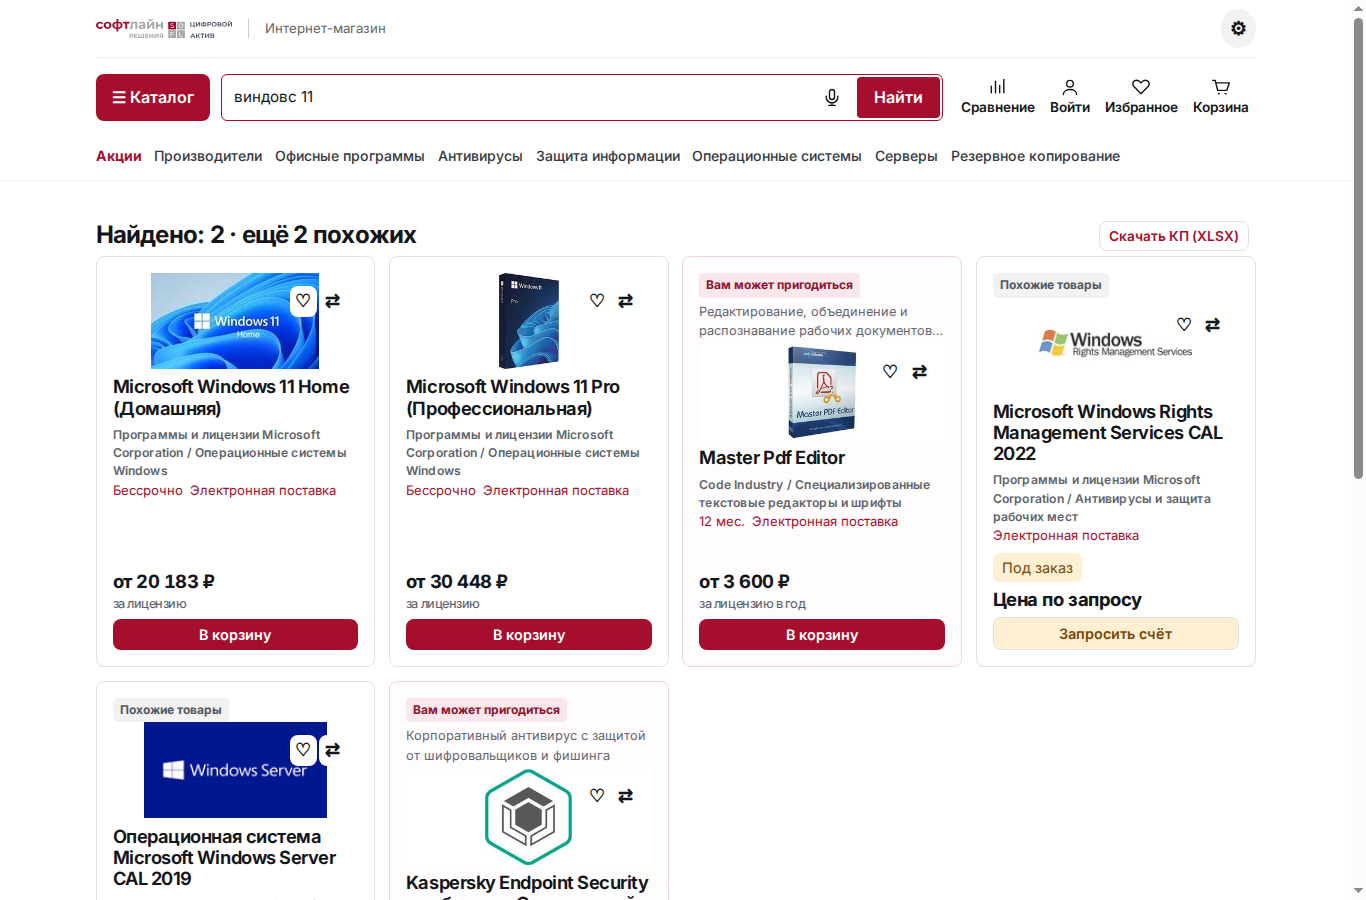 софтлайн
РЕШЕНИЯ
ЦИФРОВОЙ
АКТИВ
Интернет-магазин
☰ Каталог
виндовс 11
Найти
Сравнение
Войти
Избранное
Корзина
Акции Производители Офисные программы Антивирусы Защита информации Операционные системы Серверы Резервное копирование
Найдено: 2 · ещё 2 похожих
Скачать КП (XLSX)
Windows 11
Home
Microsoft Windows 11 Home
(Домашняя)
Программы и лицензии Microsoft
Corporation / Операционные системы
Windows
Бессрочно Электронная поставка
от 20 183 ₽
за лицензию
В корзину
Windows 11
Pro
Microsoft Windows 11 Pro
(Профессиональная)
Программы и лицензии Microsoft
Corporation / Операционные системы
Windows
Бессрочно Электронная поставка
от 30 448 ₽
за лицензию
В корзину
Вам может пригодиться
Редактирование, объединение и
распознавание рабочих документов...
Master PDF Editor
Master Pdf Editor
Code Industry / Специализированные
текстовые редакторы и шрифты
12 мес. Электронная поставка
от 3 600 ₽
за лицензию в год
В корзину
Похожие товары
Windows
Rights Management Services
Microsoft Windows Rights
Management Services CAL
2022
Программы и лицензии Microsoft
Corporation / Антивирусы и защита
рабочих мест
Электронная поставка
Под заказ
Цена по запросу
Запросить счёт
Похожие товары
Windows Server
Операционная система
Microsoft Windows Server
CAL 2019
Вам может пригодиться
Корпоративный антивирус с защитой
от шифровальщиков и фишинга
Kaspersky Endpoint Security